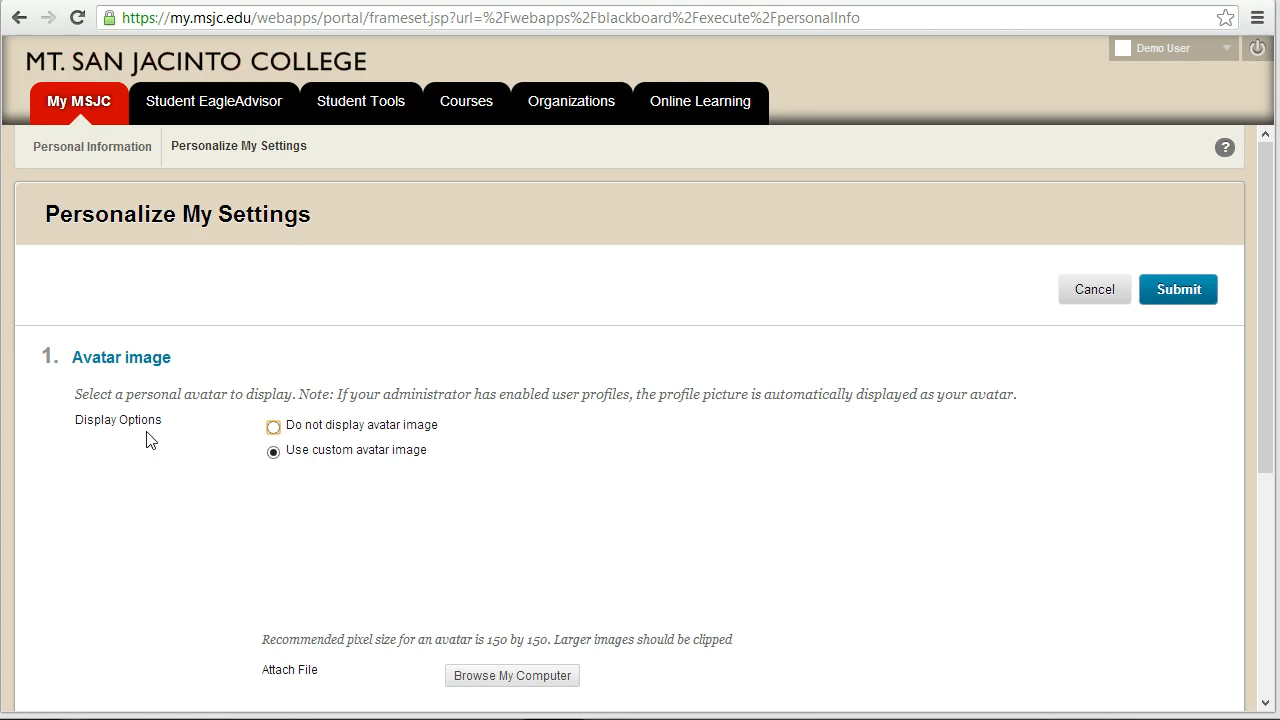 https://my.msjc.edu/webapps/portal/frameset.jsp?url=%2Fwebapps%2Fblackboard%2Fexecute%2FpersonalInfo
MT. SAN JACINTO COLLEGE
Demo User
My MSJC
Student EagleAdvisor
Student Tools
Courses
Organizations
Online Learning
Personal Information
Personalize My Settings
?
Personalize My Settings
Cancel
Submit
1. Avatar image
Select a personal avatar to display. Note: If your administrator has enabled user profiles, the profile picture is automatically displayed as your avatar.
Display Options
Do not display avatar image
Use custom avatar image
Recommended pixel size for an avatar is 150 by 150. Larger images should be clipped
Attach File
Browse My Computer